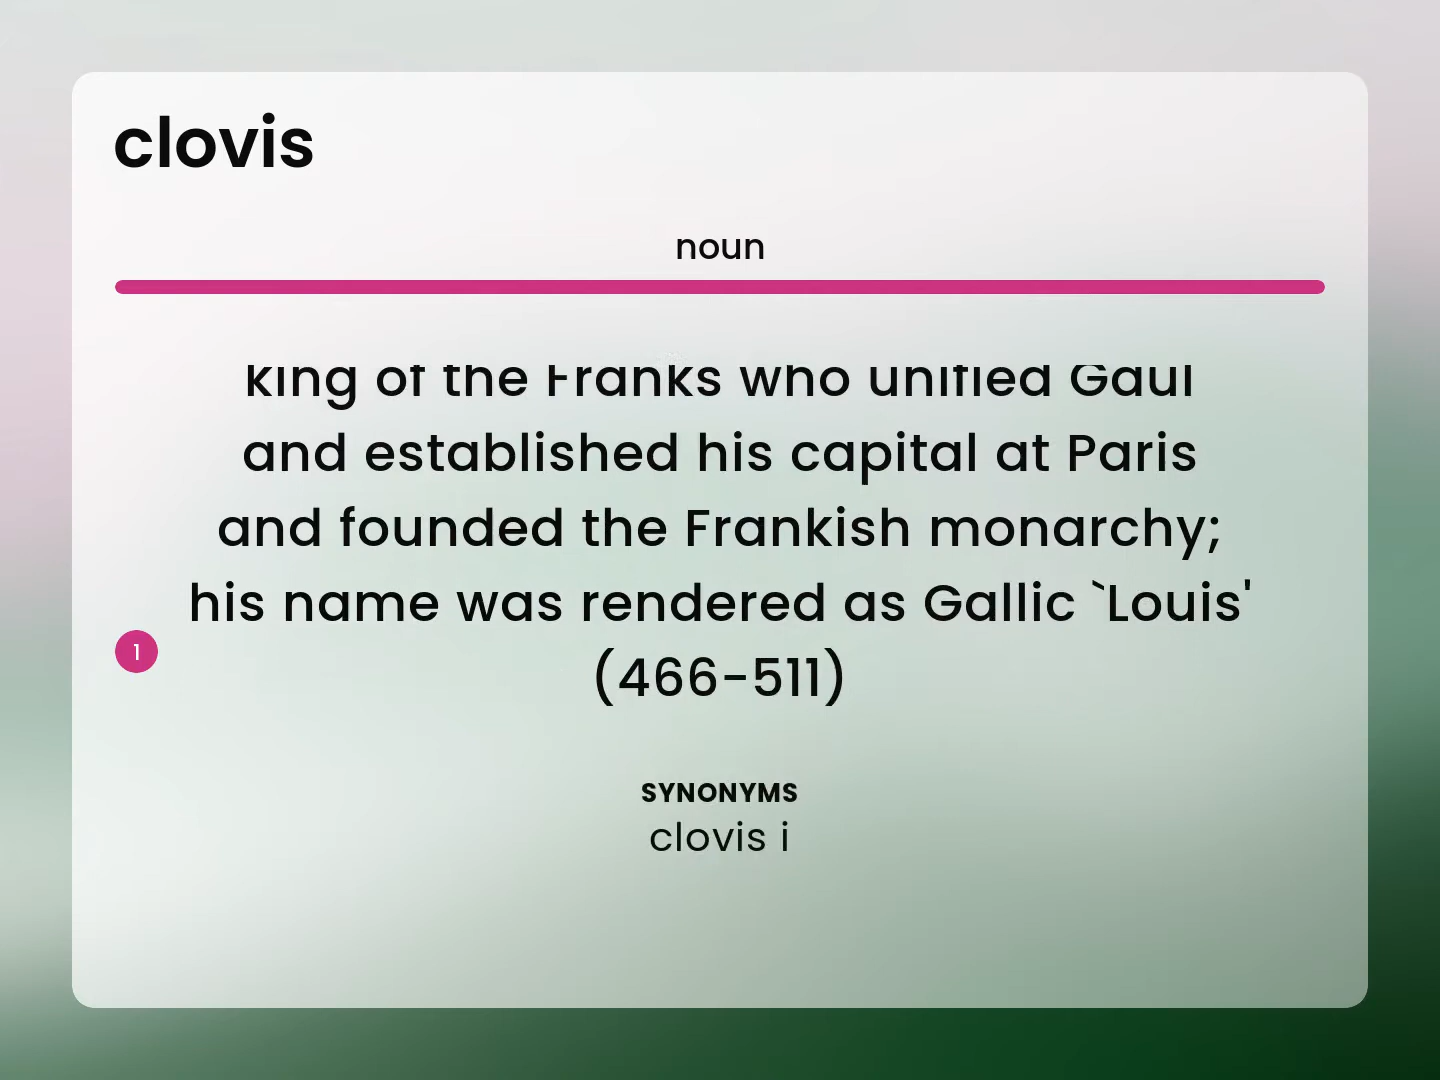 clovis
noun
king of the Franks who unified Gaul
and established his capital at Paris
and founded the Frankish monarchy;
his name was rendered as Gallic `Louis'
1
(466-511)
SYNONYMS
clovis i